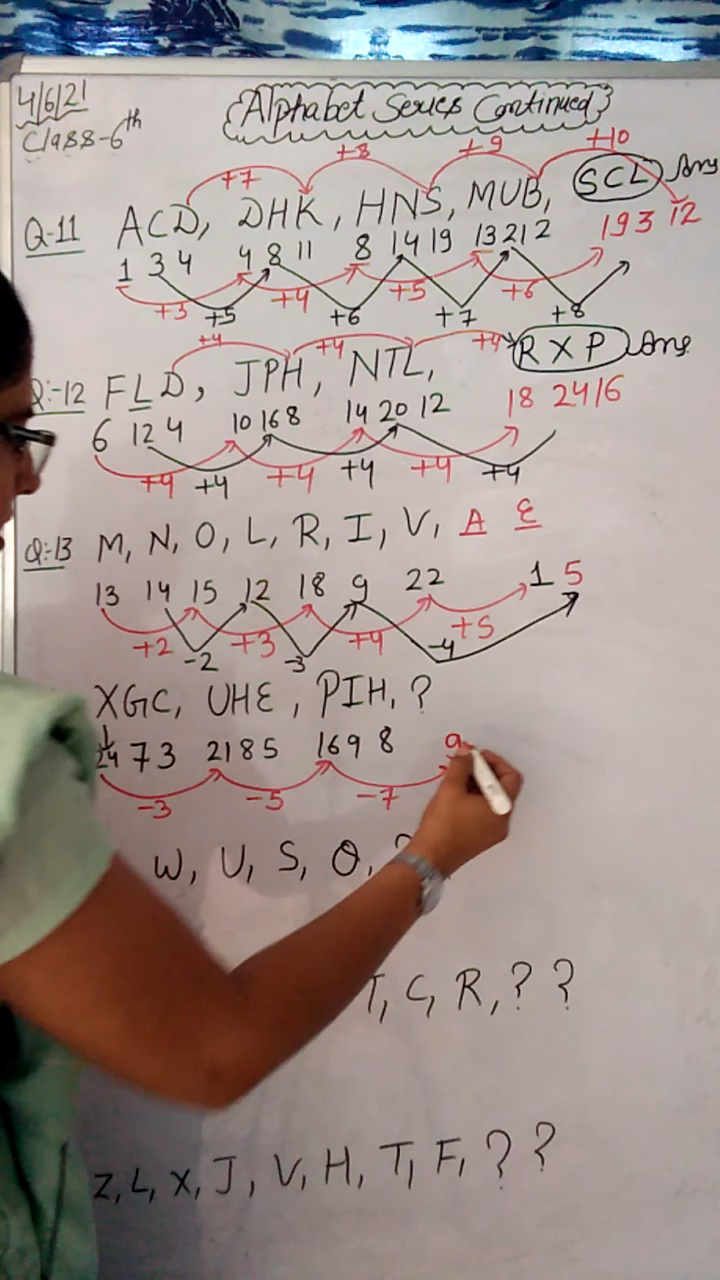 4/6/21
Class-6th
Alphabet Series Continued
+7 +8 +9 +10
Q-11 ACD, DHK, HNS, MUB, SCL Ans
1 3 4 4 8 11 8 14 19 13 21 2 19 3 12
+3 +5 +4 +6 +5 +7 +6 +8
+4 +4 +4
Q:-12 FLD, JPH, NTL, RXP Ans
6 12 4 10 16 8 14 20 12 18 24 16
+4 +4 +4 +4 +4 +4
Q:-13 M, N, O, L, R, I, V, A E
13 14 15 12 18 9 22 1 5
+2 -2 +3 -3 +4 -4 +5
XGC, UHE, PIH, ?
24 7 3 21 8 5 16 9 8 9
-3 -5 -7
W, U, S, Q, ?
T, C, R, ? ?
Z, L, X, J, V, H, T, F, ? ?